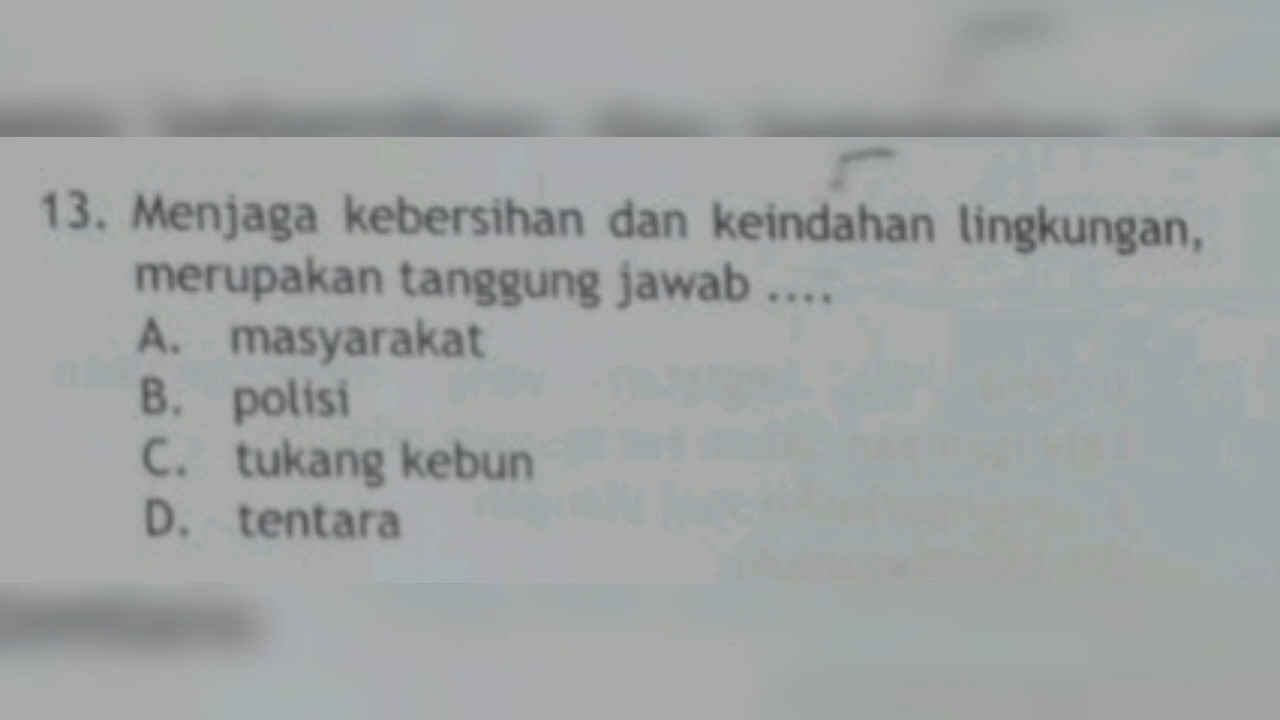 13. Menjaga kebersihan dan keindahan lingkungan,
merupakan tanggung jawab ....
A. masyarakat
B. polisi
C. tukang kebun
D. tentara